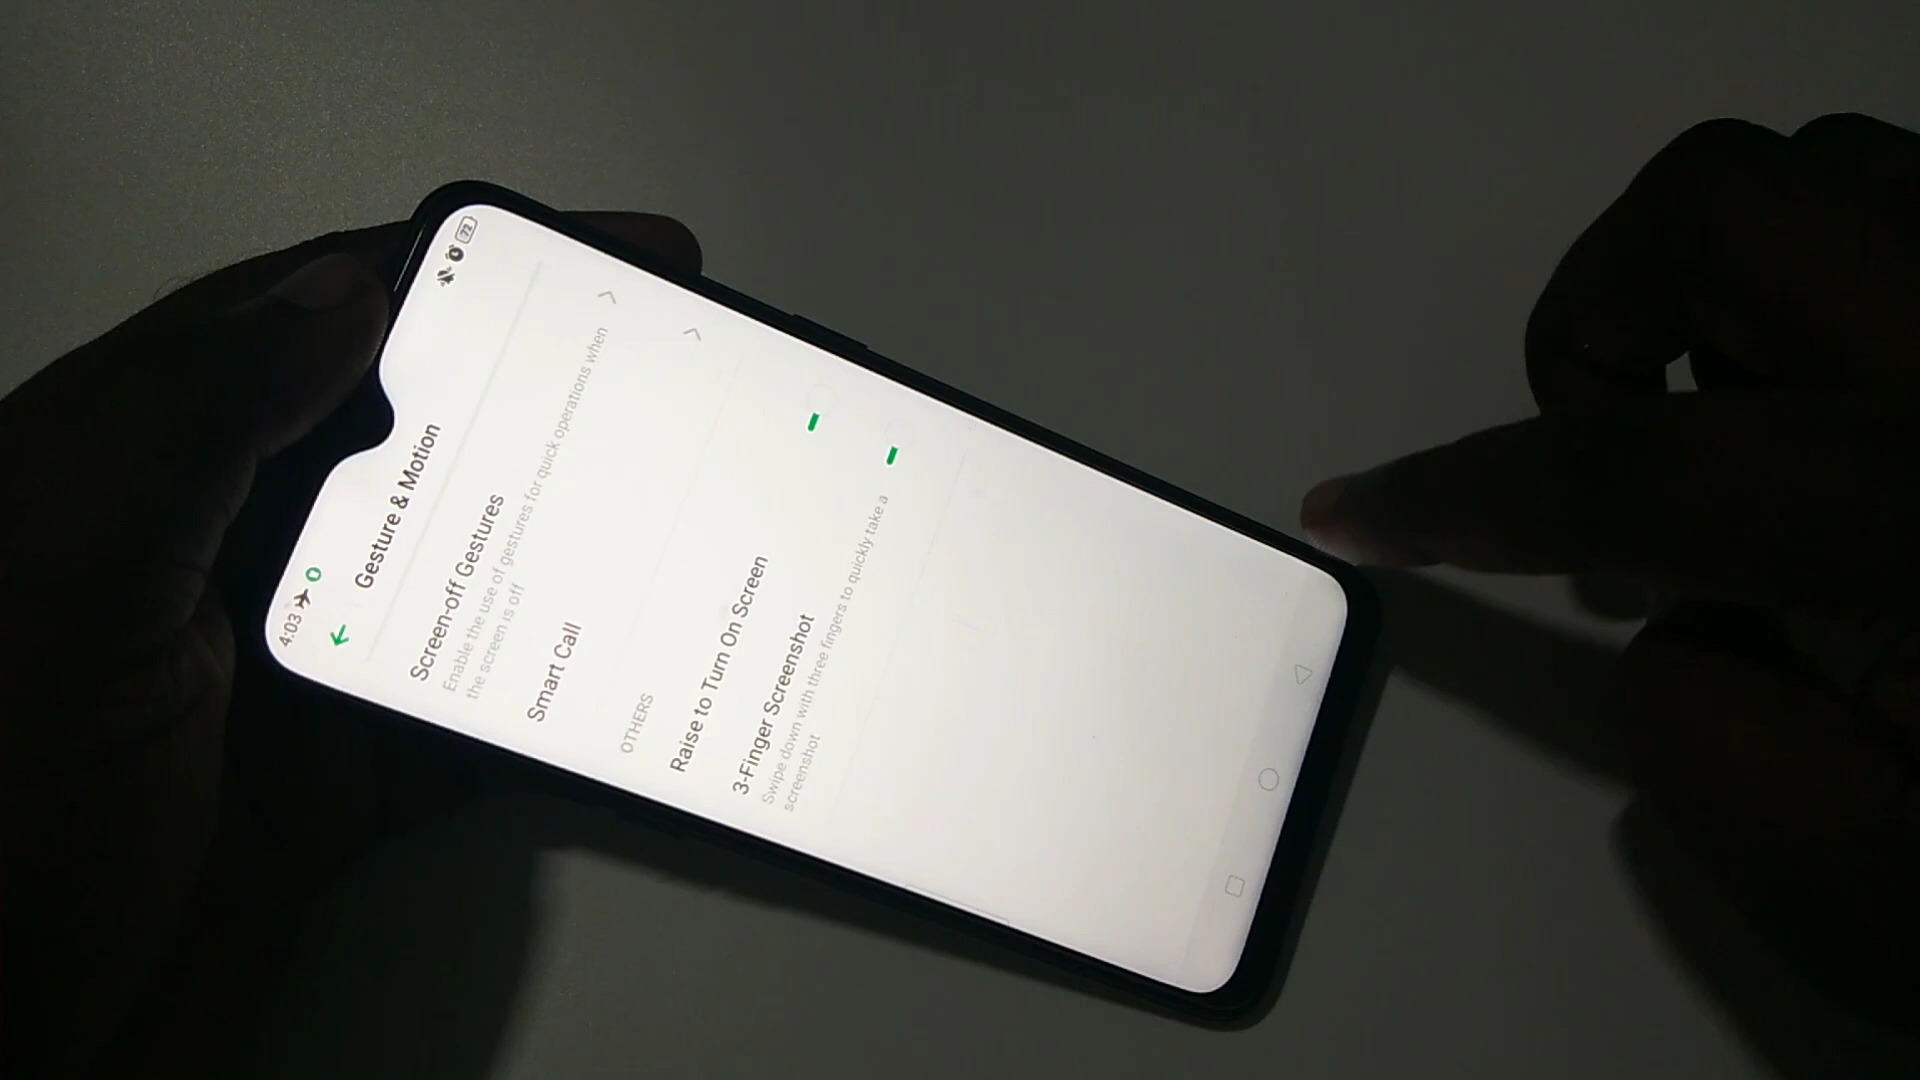 4:03
72
Gesture & Motion
Screen-off Gestures
Enable the use of gestures for quick operations when
the screen is off
Smart Call
OTHERS
Raise to Turn On Screen
3-Finger Screenshot
Swipe down with three fingers to quickly take a
screenshot